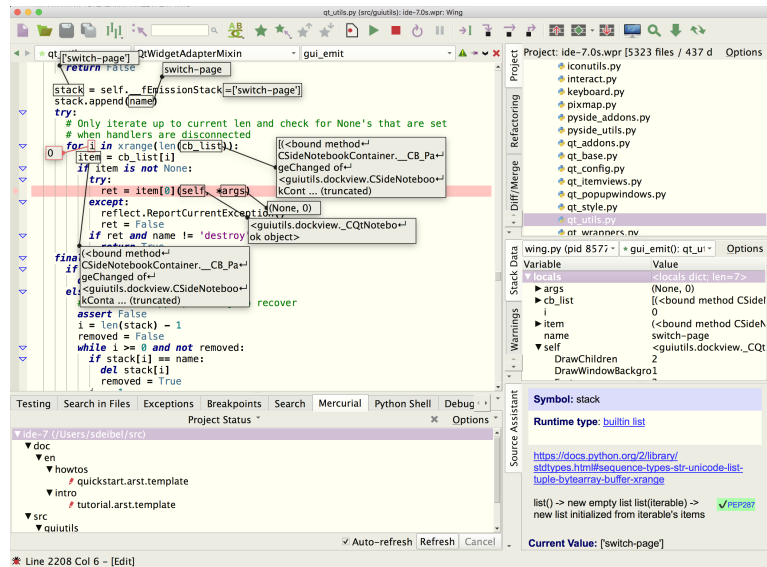 qt_utils.py (src/guiutils): ide-7.0s.wpr: Wing
QtWidgetAdapterMixin
gui_emit
['switch-page']
return False
switch-page
stack = self.__fEmissionStack =['switch-page']
stack.append(name)
try:
# Only iterate up to current len and check for None's that are set
# when handlers are disconnected
for i in xrange(len(cb_list)):
0
item = cb_list[i]
if item is not None:
try:
ret = item[0](self, *args)
except:
reflect.ReportCurrentException()
ret = False
if ret and name != 'destroy'
return True
[(<bound method↵
CSideNotebookContainer.__CB_Pa↵
geChanged of↵
<guiutils.dockview.CSideNoteboo↵
kCont ... (truncated)
(None, 0)
<guiutils.dockview._CQtNotebo↵
ok object>
(<bound method↵
CSideNotebookContainer.__CB_Pa↵
geChanged of↵
<guiutils.dockview.CSideNoteboo↵
kConta ... (truncated)
recover
assert False
i = len(stack) - 1
removed = False
while i >= 0 and not removed:
if stack[i] == name:
del stack[i]
removed = True
Testing Search in Files Exceptions Breakpoints Search Mercurial Python Shell Debug
Project Status
Options
ide-7 (/Users/sdeibel/src)
doc
en
howtos
quickstart.arst.template
intro
tutorial.arst.template
src
guiutils
Auto-refresh Refresh Cancel
Line 2208 Col 6 – [Edit]
Project
Refactoring
Diff/Merge
Project: ide-7.0s.wpr [5323 files / 437 d
Options
iconutils.py
interact.py
keyboard.py
pixmap.py
pyside_addons.py
pyside_utils.py
qt_addons.py
qt_base.py
qt_config.py
qt_itemviews.py
qt_popupwindows.py
qt_style.py
qt_utils.py
qt_wrappers.py
Stack Data
Warnings
wing.py (pid 8577
gui_emit(): qt_ut
Options
Variable Value
locals <locals dict; len=7>
args (None, 0)
cb_list [(<bound method CSideN
i 0
item (<bound method CSideN
name switch-page
self <guiutils.dockview._CQt
DrawChildren 2
DrawWindowBackgro 1
Source Assistant
Symbol: stack
Runtime type: builtin list
https://docs.python.org/2/library/
stdtypes.html#sequence-types-str-unicode-list-
tuple-bytearray-buffer-xrange
list() -> new empty list list(iterable) ->
new list initialized from iterable's items
✓PEP287
Current Value: ['switch-page']